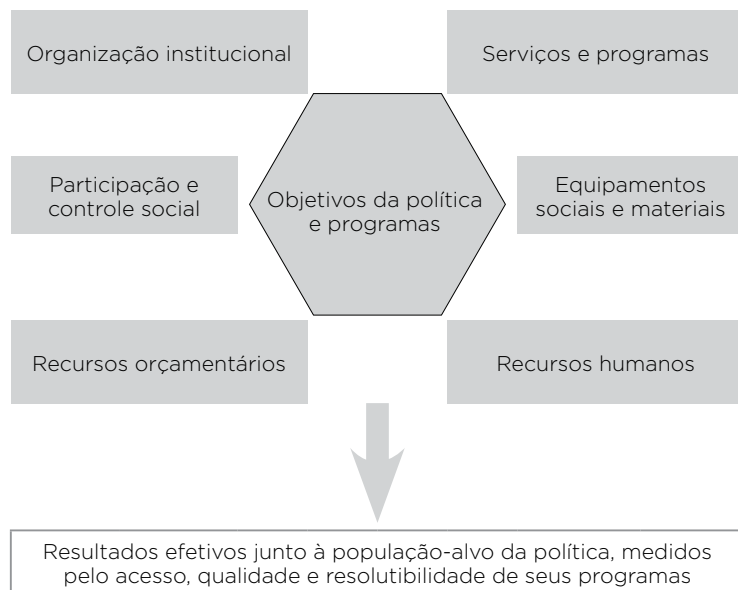 Organização institucional
Serviços e programas
Participação e
controle social
Objetivos da política
e programas
Equipamentos
sociais e materiais
Recursos orçamentários
Recursos humanos
Resultados efetivos junto à população-alvo da política, medidos
pelo acesso, qualidade e resolutibilidade de seus programas